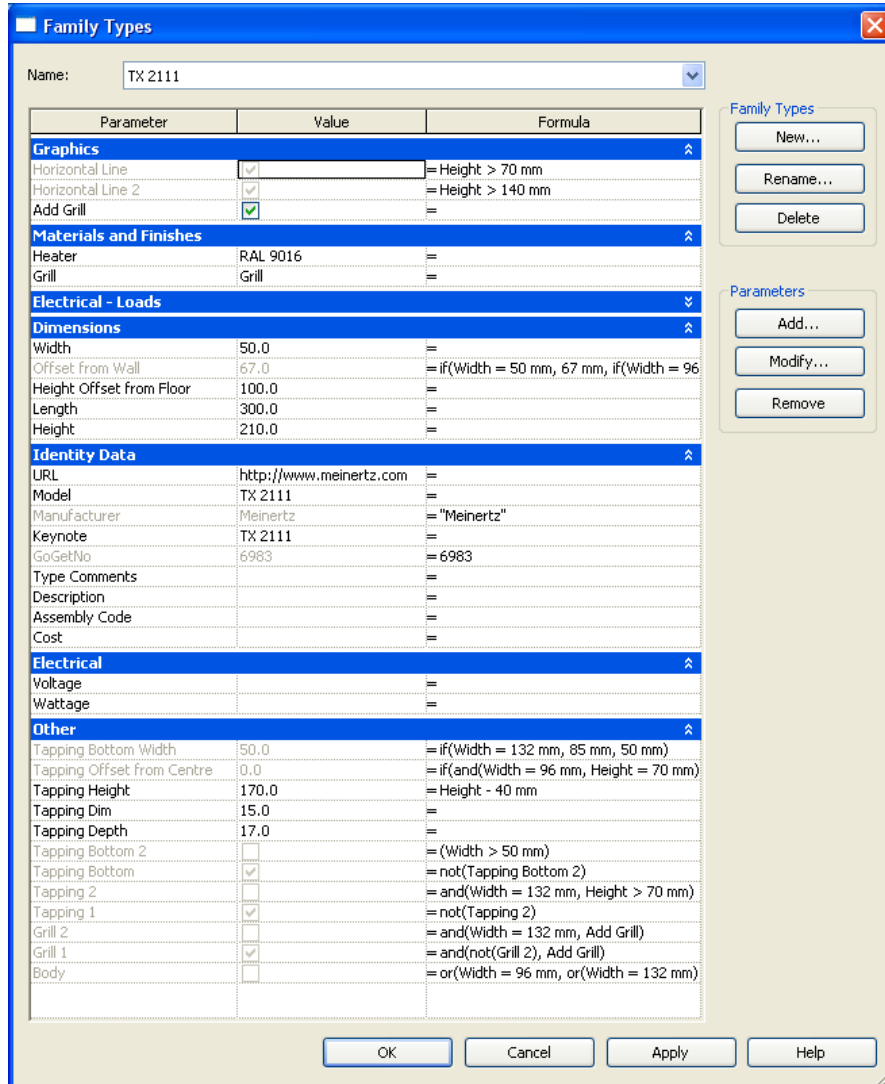 Family Types
Name: TX 2111
Parameter Value Formula
Graphics
Horizontal Line = Height > 70 mm
Horizontal Line 2 = Height > 140 mm
Add Grill =
Materials and Finishes
Heater RAL 9016 =
Grill Grill =
Electrical - Loads
Dimensions
Width 50.0 =
Offset from Wall 67.0 = if(Width = 50 mm, 67 mm, if(Width = 96
Height Offset from Floor 100.0 =
Length 300.0 =
Height 210.0 =
Identity Data
URL http://www.meinertz.com =
Model TX 2111 =
Manufacturer Meinertz = "Meinertz"
Keynote TX 2111 =
GoGetNo 6983 = 6983
Type Comments =
Description =
Assembly Code =
Cost =
Electrical
Voltage =
Wattage =
Other
Tapping Bottom Width 50.0 = if(Width = 132 mm, 85 mm, 50 mm)
Tapping Offset from Centre 0.0 = if(and(Width = 96 mm, Height = 70 mm)
Tapping Height 170.0 = Height - 40 mm
Tapping Dim 15.0 =
Tapping Depth 17.0 =
Tapping Bottom 2 = (Width > 50 mm)
Tapping Bottom = not(Tapping Bottom 2)
Tapping 2 = and(Width = 132 mm, Height > 70 mm)
Tapping 1 = not(Tapping 2)
Grill 2 = and(Width = 132 mm, Add Grill)
Grill 1 = and(not(Grill 2), Add Grill)
Body = or(Width = 96 mm, or(Width = 132 mm)
Family Types
New...
Rename...
Delete
Parameters
Add...
Modify...
Remove
OK Cancel Apply Help